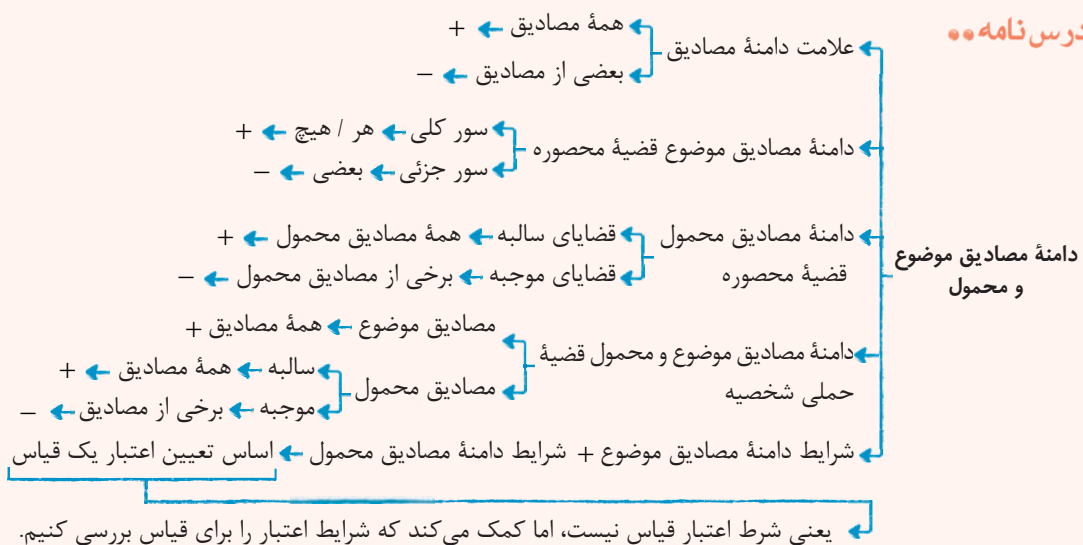 درس‌نامه
علامت دامنهٔ مصادیق
همهٔ مصادیق +
بعضی از مصادیق −
دامنهٔ مصادیق موضوع قضیهٔ محصوره
سور کلی هر / هیچ +
سور جزئی بعضی −
دامنهٔ مصادیق موضوع
و محمول
دامنهٔ مصادیق محمول
قضیهٔ محصوره
قضایای سالبه همهٔ مصادیق محمول +
قضایای موجبه برخی از مصادیق محمول −
دامنهٔ مصادیق موضوع و محمول قضیهٔ
حملی شخصیه
مصادیق موضوع همهٔ مصادیق +
مصادیق محمول
سالبه همهٔ مصادیق +
موجبه برخی از مصادیق −
شرایط دامنهٔ مصادیق موضوع + شرایط دامنهٔ مصادیق محمول اساس تعیین اعتبار یک قیاس
یعنی شرط اعتبار قیاس نیست، اما کمک می‌کند که شرایط اعتبار را برای قیاس بررسی کنیم.